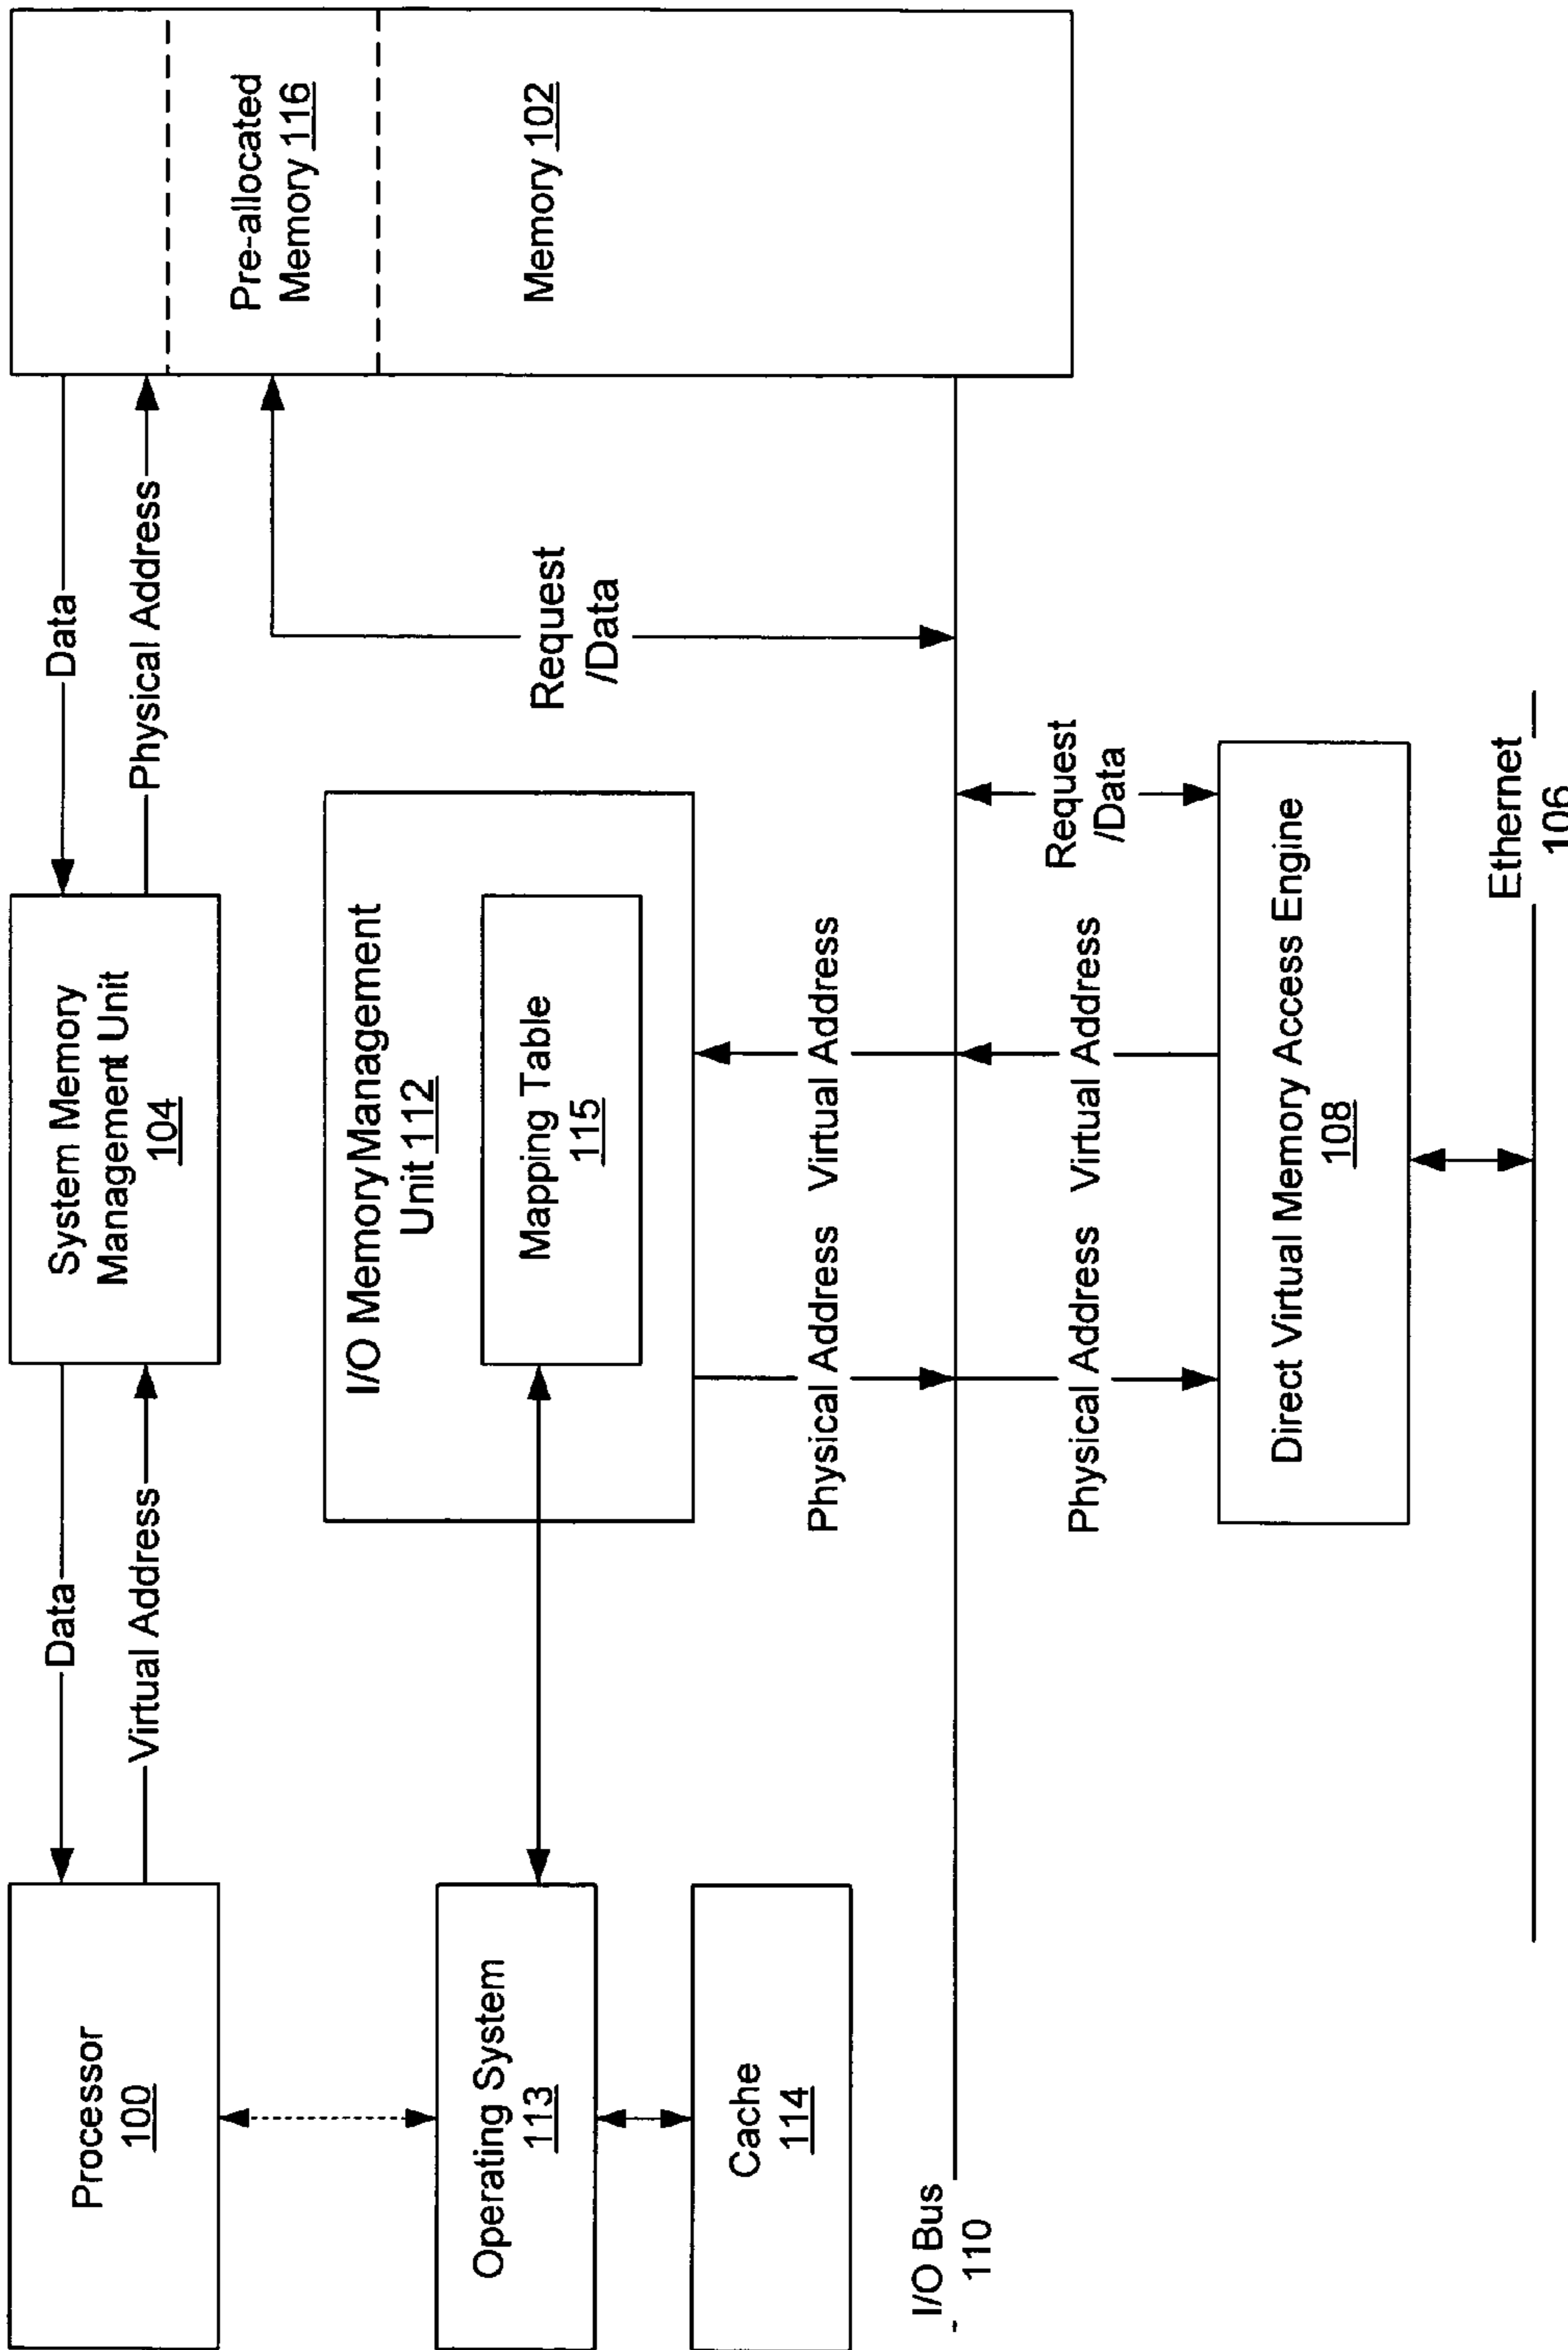 Processor
100
Data
Virtual Address
System Memory
Management Unit
104
Data
Physical Address
Pre-allocated
Memory 116
Memory 102
Operating System
113
Cache
114
I/O Memory Management
Unit 112
Mapping Table
115
Physical Address
Virtual Address
Request
/Data
I/O Bus
110
Physical Address
Virtual Address
Request
/Data
Direct Virtual Memory Access Engine
108
Ethernet
106